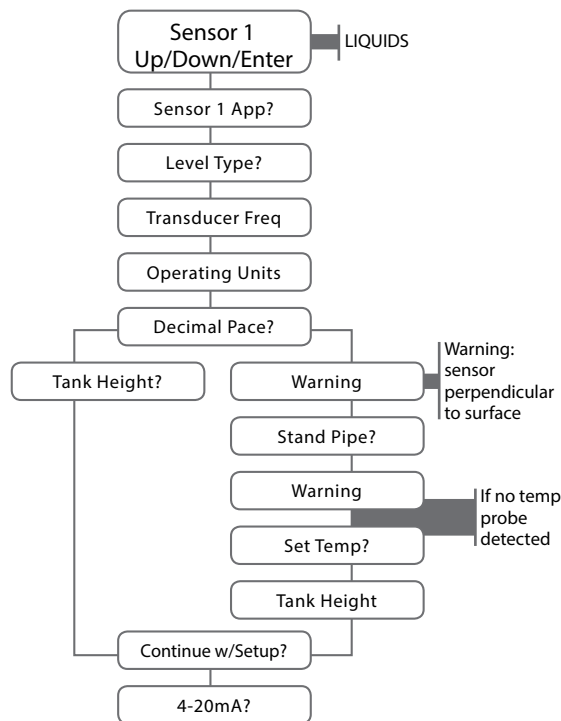 Sensor 1
Up/Down/Enter
LIQUIDS
Sensor 1 App?
Level Type?
Transducer Freq
Operating Units
Decimal Pace?
Tank Height?
Warning
Warning:
sensor
perpendicular
to surface
Stand Pipe?
Warning
If no temp
probe
detected
Set Temp?
Tank Height
Continue w/Setup?
4-20mA?